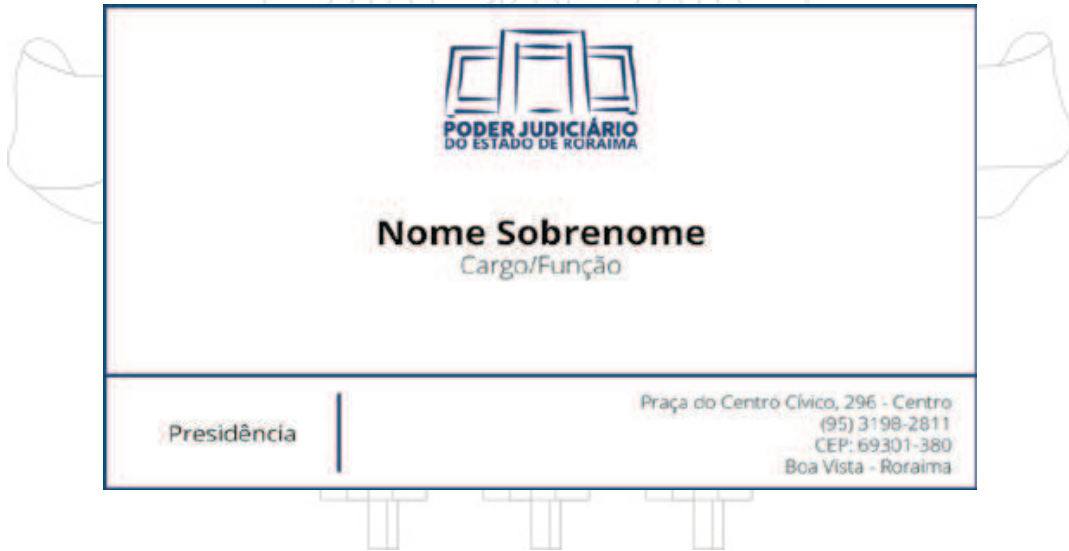 PODER JUDICIÁRIO
DO ESTADO DE RORAIMA
Nome Sobrenome
Cargo/Função
Presidência
Praça do Centro Cívico, 296 - Centro
(95) 3198-2811
CEP: 69301-380
Boa Vista - Roraima